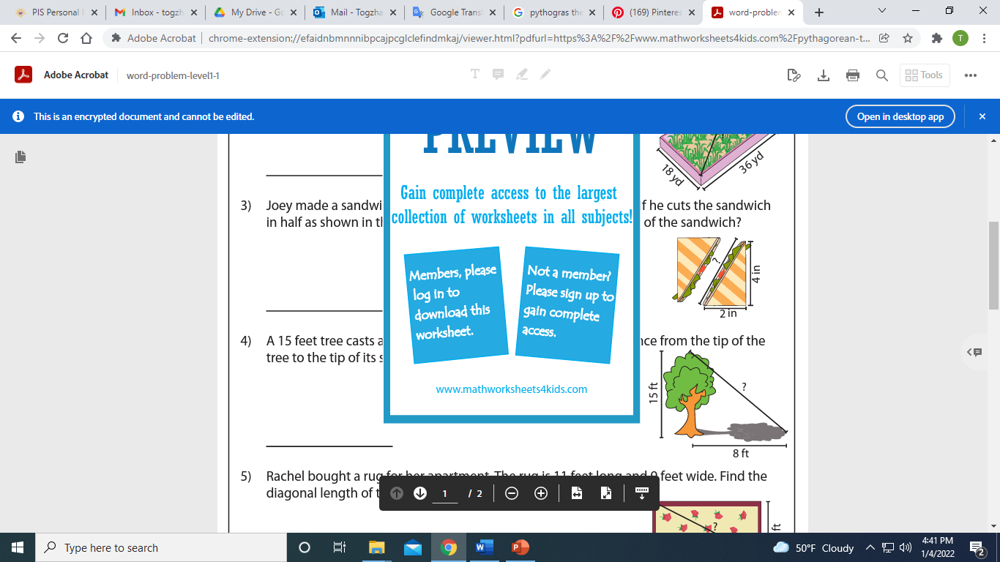 PIS Personal
Inbox - togzh
My Drive - Go
Mail - Togzha
Google Trans
pythogras the
(169) Pinteres
word-problem
Adobe Acrobat
chrome-extension://efaidnbmnnnibpcajpcglclefindmkaj/viewer.html?pdfurl=https%3A%2F%2Fwww.mathworksheets4kids.com%2Fpythagorean-t...
T
Adobe Acrobat
word-problem-level1-1
Tools
This is an encrypted document and cannot be edited.
Open in desktop app
PREVIEW
18 yd
36 yd
Gain complete access to the largest
collection of worksheets in all subjects!
3) Joey made a sandwi
f he cuts the sandwich
in half as shown in th
of the sandwich?
?
4 in
2 in
Members, please
log in to
download this
worksheet.
Not a member?
Please sign up to
gain complete
access.
4) A 15 feet tree casts a
nce from the tip of the
tree to the tip of its s
15 ft
?
8 ft
www.mathworksheets4kids.com
5) Rachel bought a rug for her apartment. The rug is 11 feet long and 9 feet wide. Find the
diagonal length of t
?
ft
1 / 2
Type here to search
50°F Cloudy
4:41 PM
1/4/2022
2